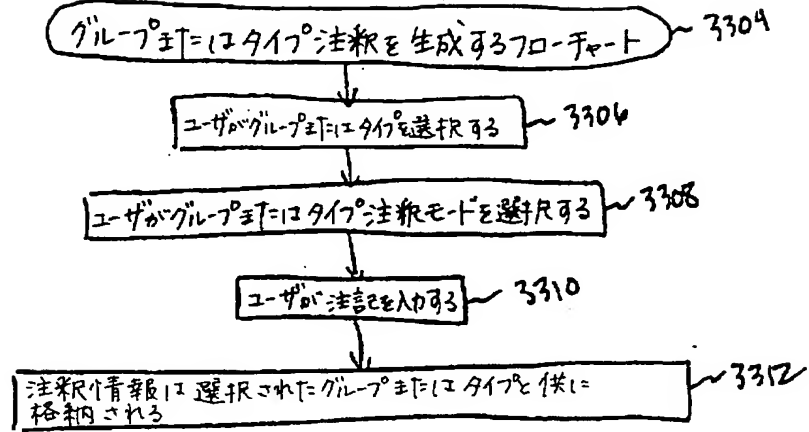 グループまたはタイプ注釈を生成するフローチャート 3304
ユーザがグループまたはタイプを選択する 3306
ユーザがグループまたはタイプ注釈モードを選択する 3308
ユーザが注記を入力する 3310
注釈情報は選択されたグループまたはタイプと供に 3312
格納される